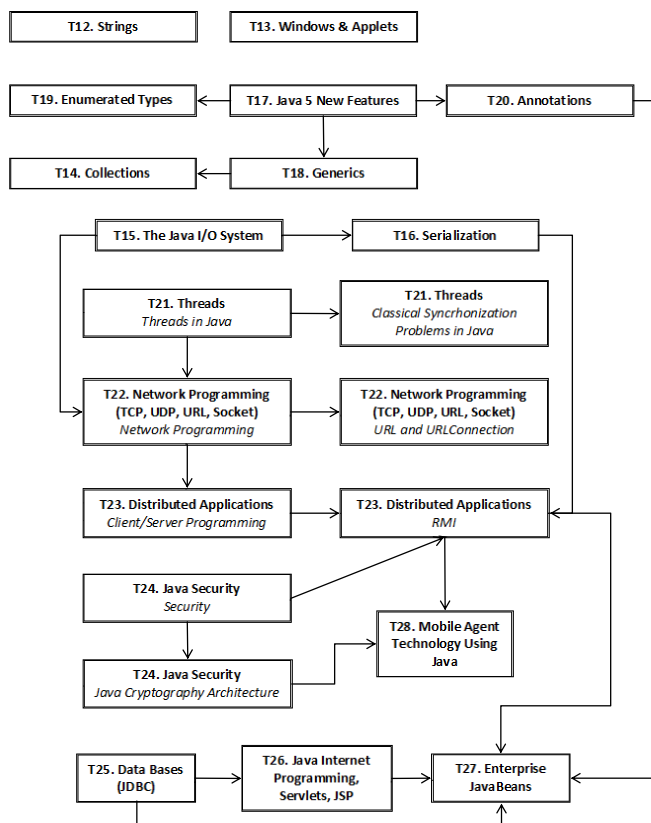 T12. Strings
T13. Windows & Applets
T19. Enumerated Types
T17. Java 5 New Features
T20. Annotations
T14. Collections
T18. Generics
T15. The Java I/O System
T16. Serialization
T21. Threads
Threads in Java
T21. Threads
Classical Syncrhonization
Problems in Java
T22. Network Programming
(TCP, UDP, URL, Socket)
Network Programming
T22. Network Programming
(TCP, UDP, URL, Socket)
URL and URLConnection
T23. Distributed Applications
Client/Server Programming
T23. Distributed Applications
RMI
T24. Java Security
Security
T28. Mobile Agent
Technology Using
Java
T24. Java Security
Java Cryptography Architecture
T25. Data Bases
(JDBC)
T26. Java Internet
Programming,
Servlets, JSP
T27. Enterprise
JavaBeans